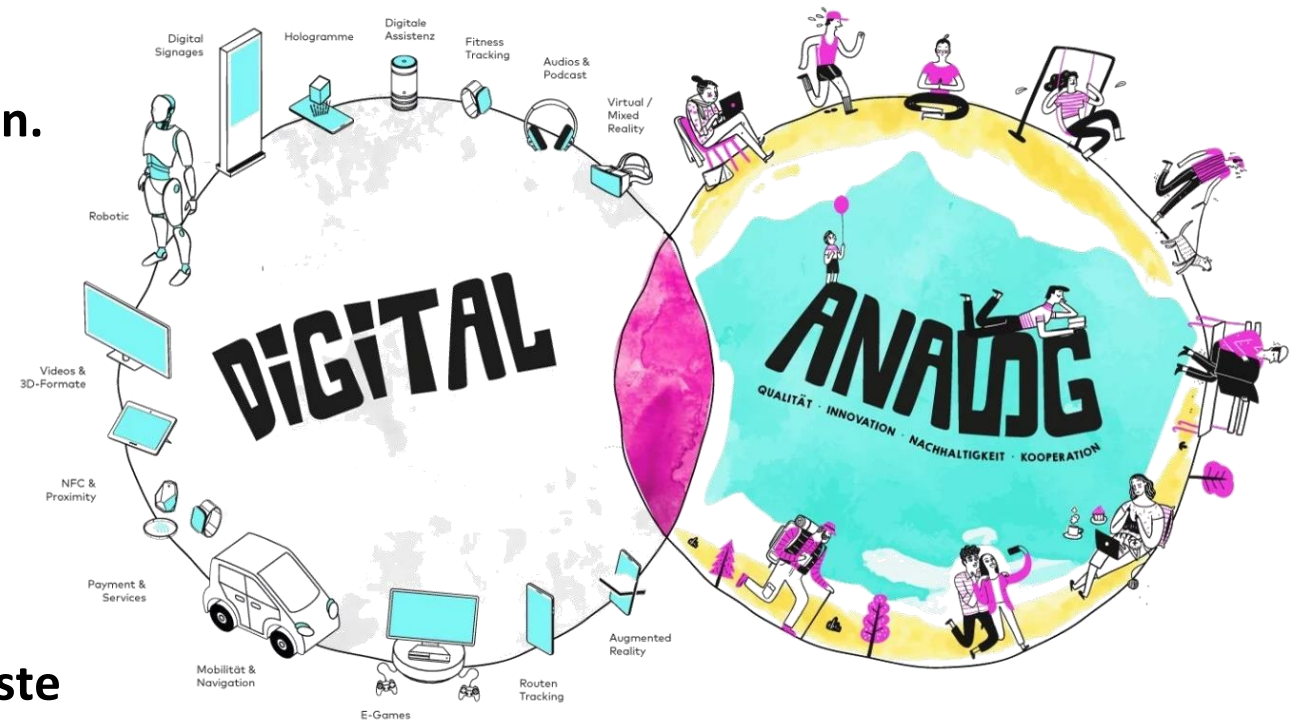 n.
Digital
Signages
Hologramme
Digitale
Assistenz
Fitness
Tracking
Audios &
Podcast
Virtual /
Mixed
Reality
Robotic
Videos &
3D-Formate
NFC &
Proximity
Payment &
Services
Mobilität &
Navigation
E-Games
Routen
Tracking
Augmented
Reality
DiGiTAL
ANALOG
QUALITÄT · INNOVATION · NACHHALTIGKEIT · KOOPERATION
ste